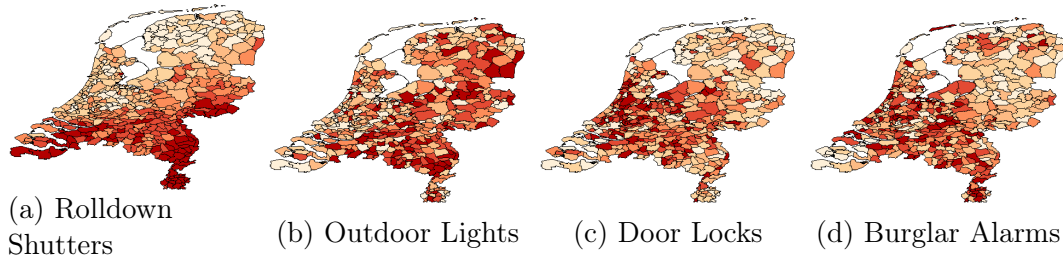 (a) Rolldown
Shutters
(b) Outdoor Lights
(c) Door Locks
(d) Burglar Alarms